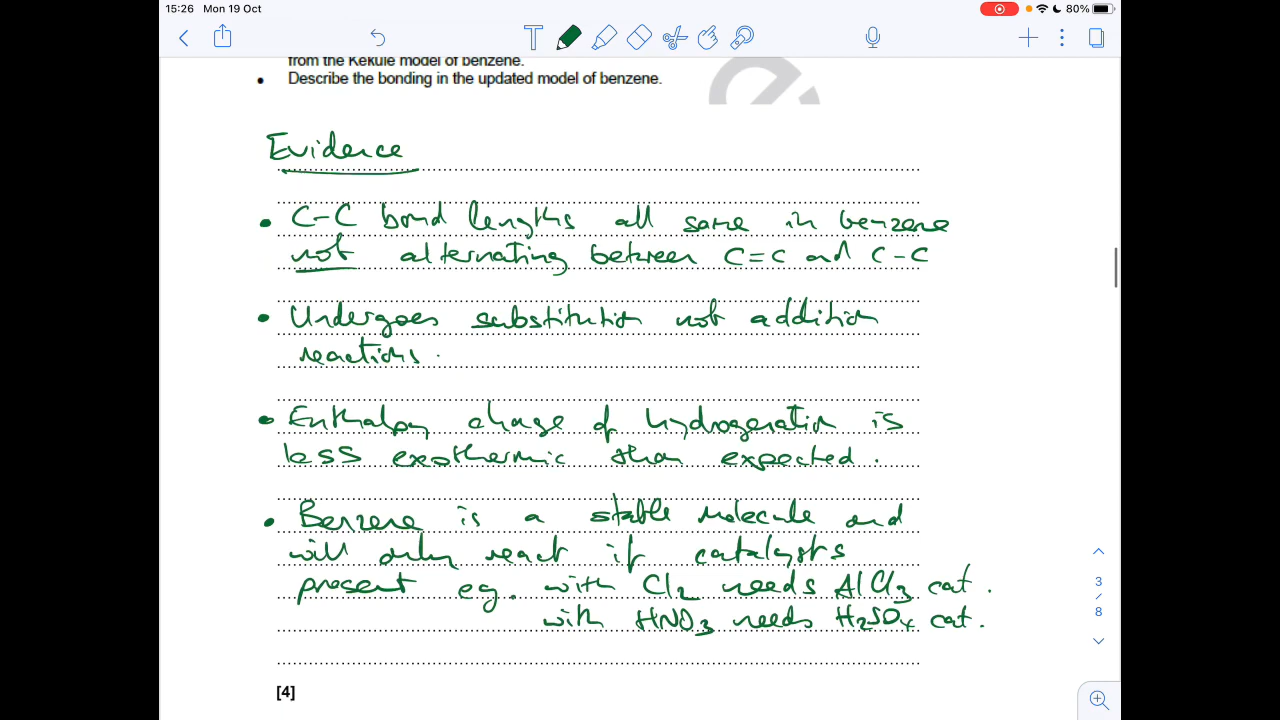 15:26 Mon 19 Oct
80%
from the Kekulé model of benzene.
• Describe the bonding in the updated model of benzene.
Evidence
• C-C bond lengths all same in benzene
not alternating between C=C and C-C
• Undergoes substitution not addition
reactions.
• Enthalpy change of hydrogenation is
less exothermic than expected.
• Benzene is a stable molecule and
will only react if catalysts
present eg. with Cl2 needs AlCl3 cat.
with HNO3 needs H2SO4 cat.
[4]
3
/
8